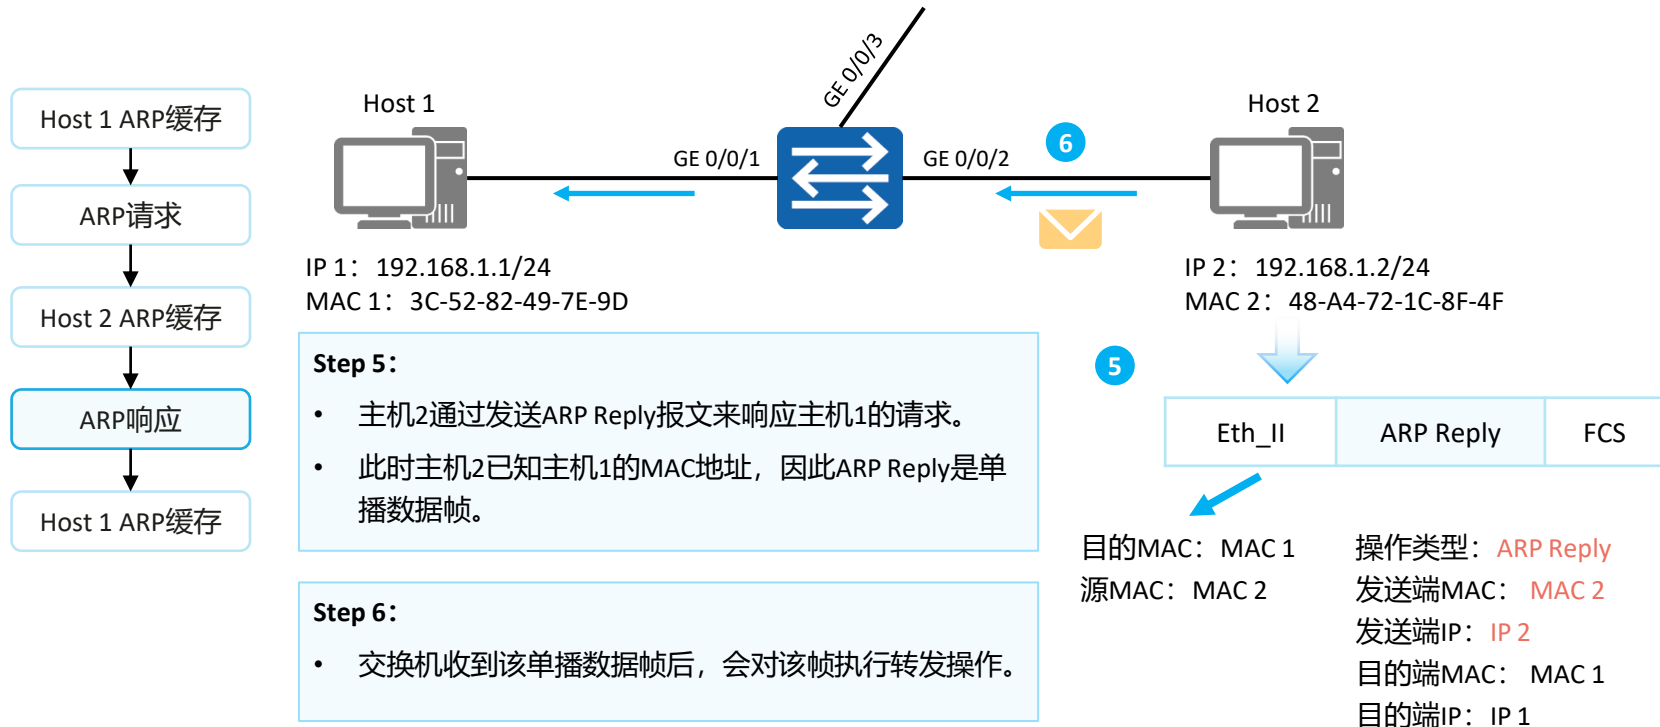 Host 1 ARP缓存
ARP请求
Host 2 ARP缓存
ARP响应
Host 1 ARP缓存
Host 1
GE 0/0/1
GE 0/0/3
GE 0/0/2
6
Host 2
IP 1：192.168.1.1/24
MAC 1：3C-52-82-49-7E-9D
IP 2：192.168.1.2/24
MAC 2：48-A4-72-1C-8F-4F
Step 5：
• 主机2通过发送ARP Reply报文来响应主机1的请求。
• 此时主机2已知主机1的MAC地址，因此ARP Reply是单
播数据帧。
Step 6：
• 交换机收到该单播数据帧后，会对该帧执行转发操作。
5
Eth_II ARP Reply FCS
目的MAC：MAC 1
源MAC：MAC 2
操作类型：ARP Reply
发送端MAC： MAC 2
发送端IP：IP 2
目的端MAC： MAC 1
目的端IP：IP 1